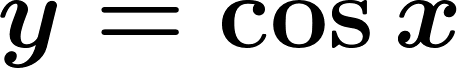 y = cos x